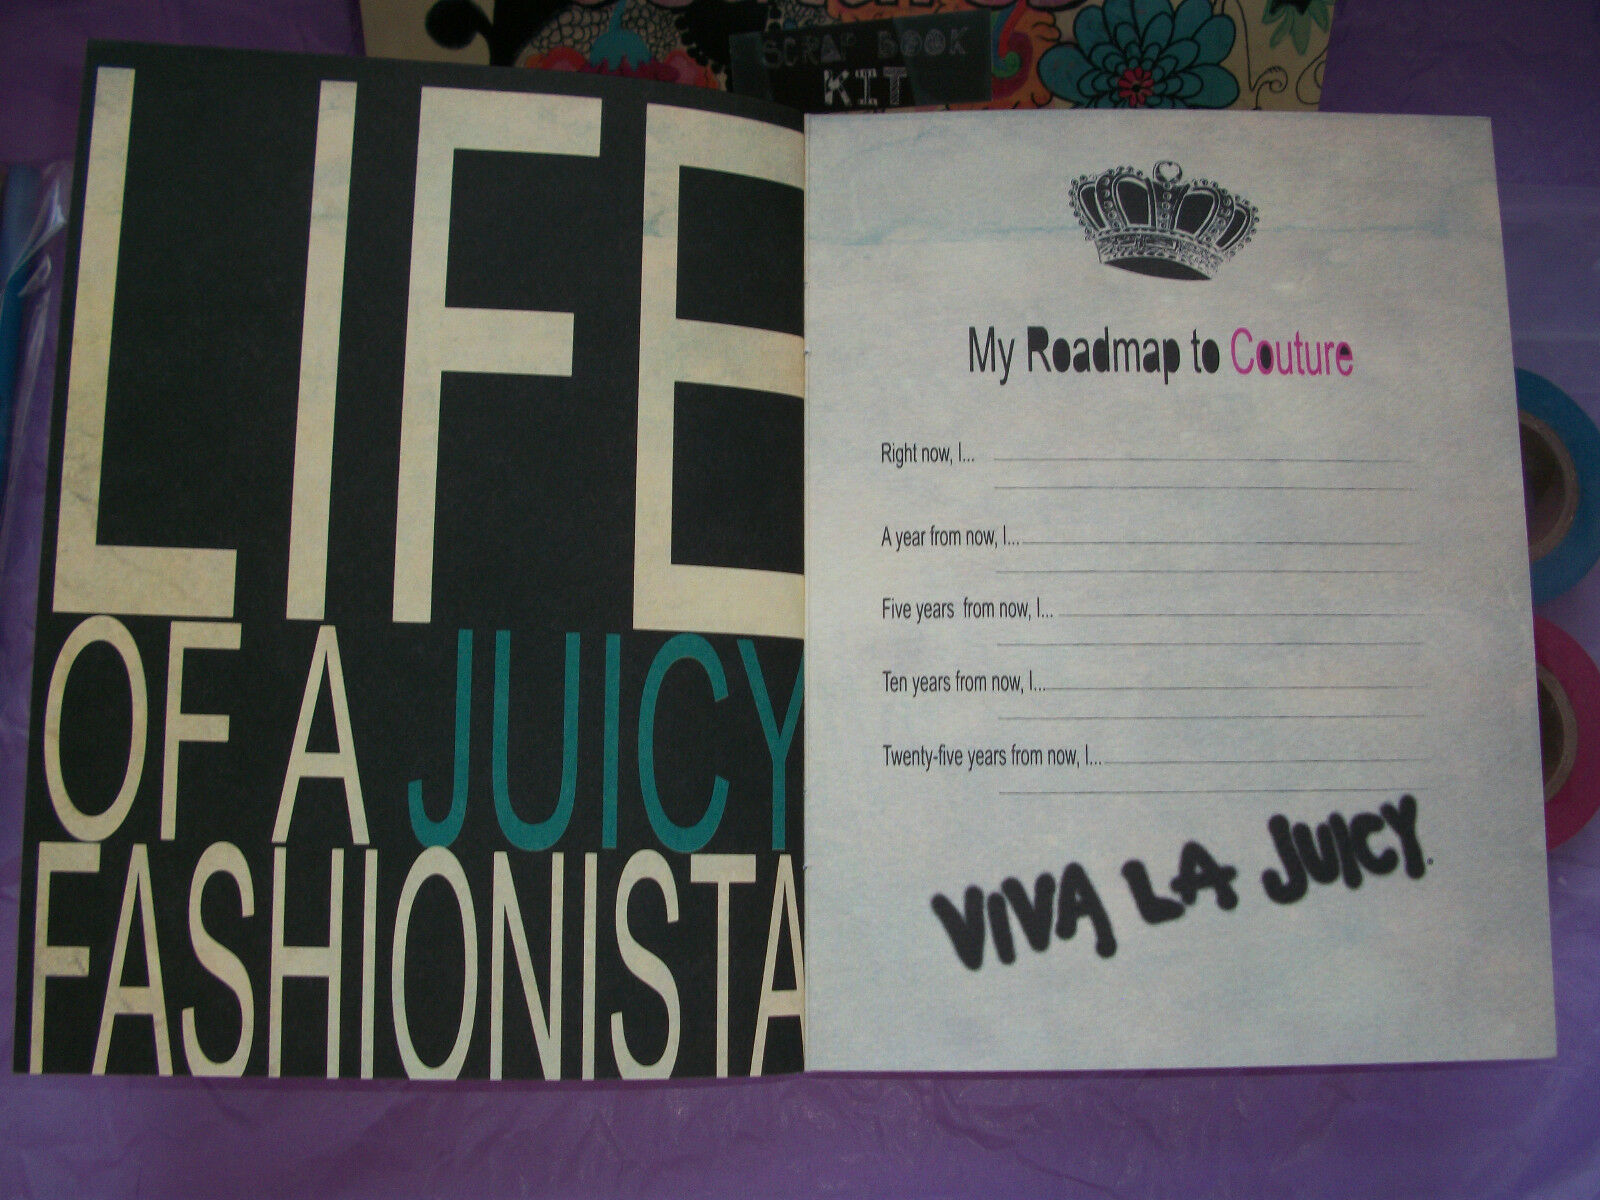 SCRAP BOOK
KIT
LIFE
OF A JUICY
FASHIONISTA
My Roadmap to Couture
Right now, I...
A year from now, I...
Five years from now, I...
Ten years from now, I...
Twenty-five years from now, I...
VIVA LA JUICY.